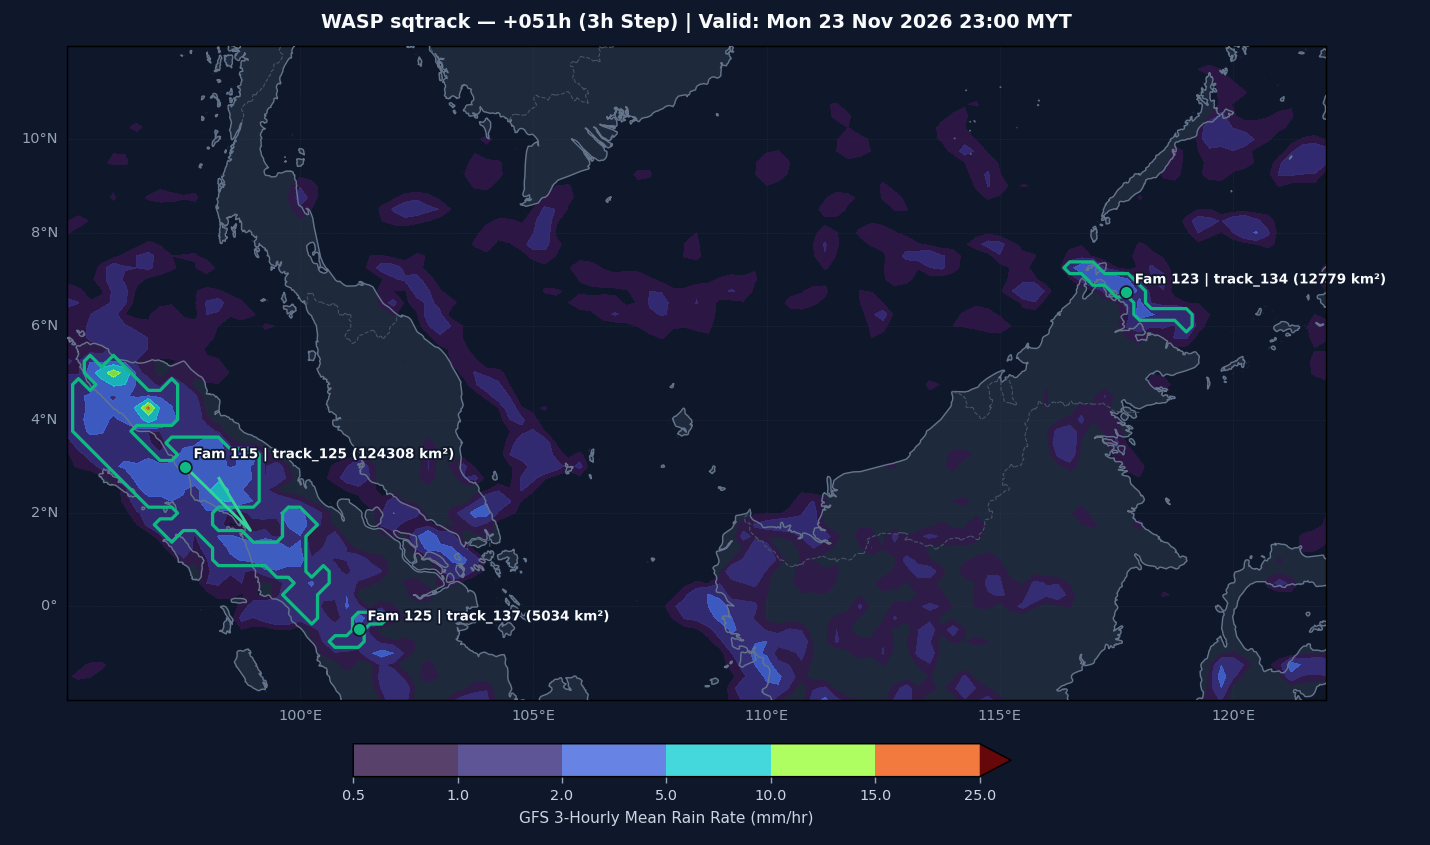 WASP sqtrack — +051h (3h Step) | Valid: Mon 23 Nov 2026 23:00 MYT
10°N
8°N
6°N
4°N
2°N
0°
Fam 123 | track_134 (12779 km²)
Fam 115 | track_125 (124308 km²)
Fam 125 | track_137 (5034 km²)
100°E
105°E
110°E
115°E
120°E
0.5
1.0
2.0
5.0
10.0
15.0
25.0
GFS 3-Hourly Mean Rain Rate (mm/hr)